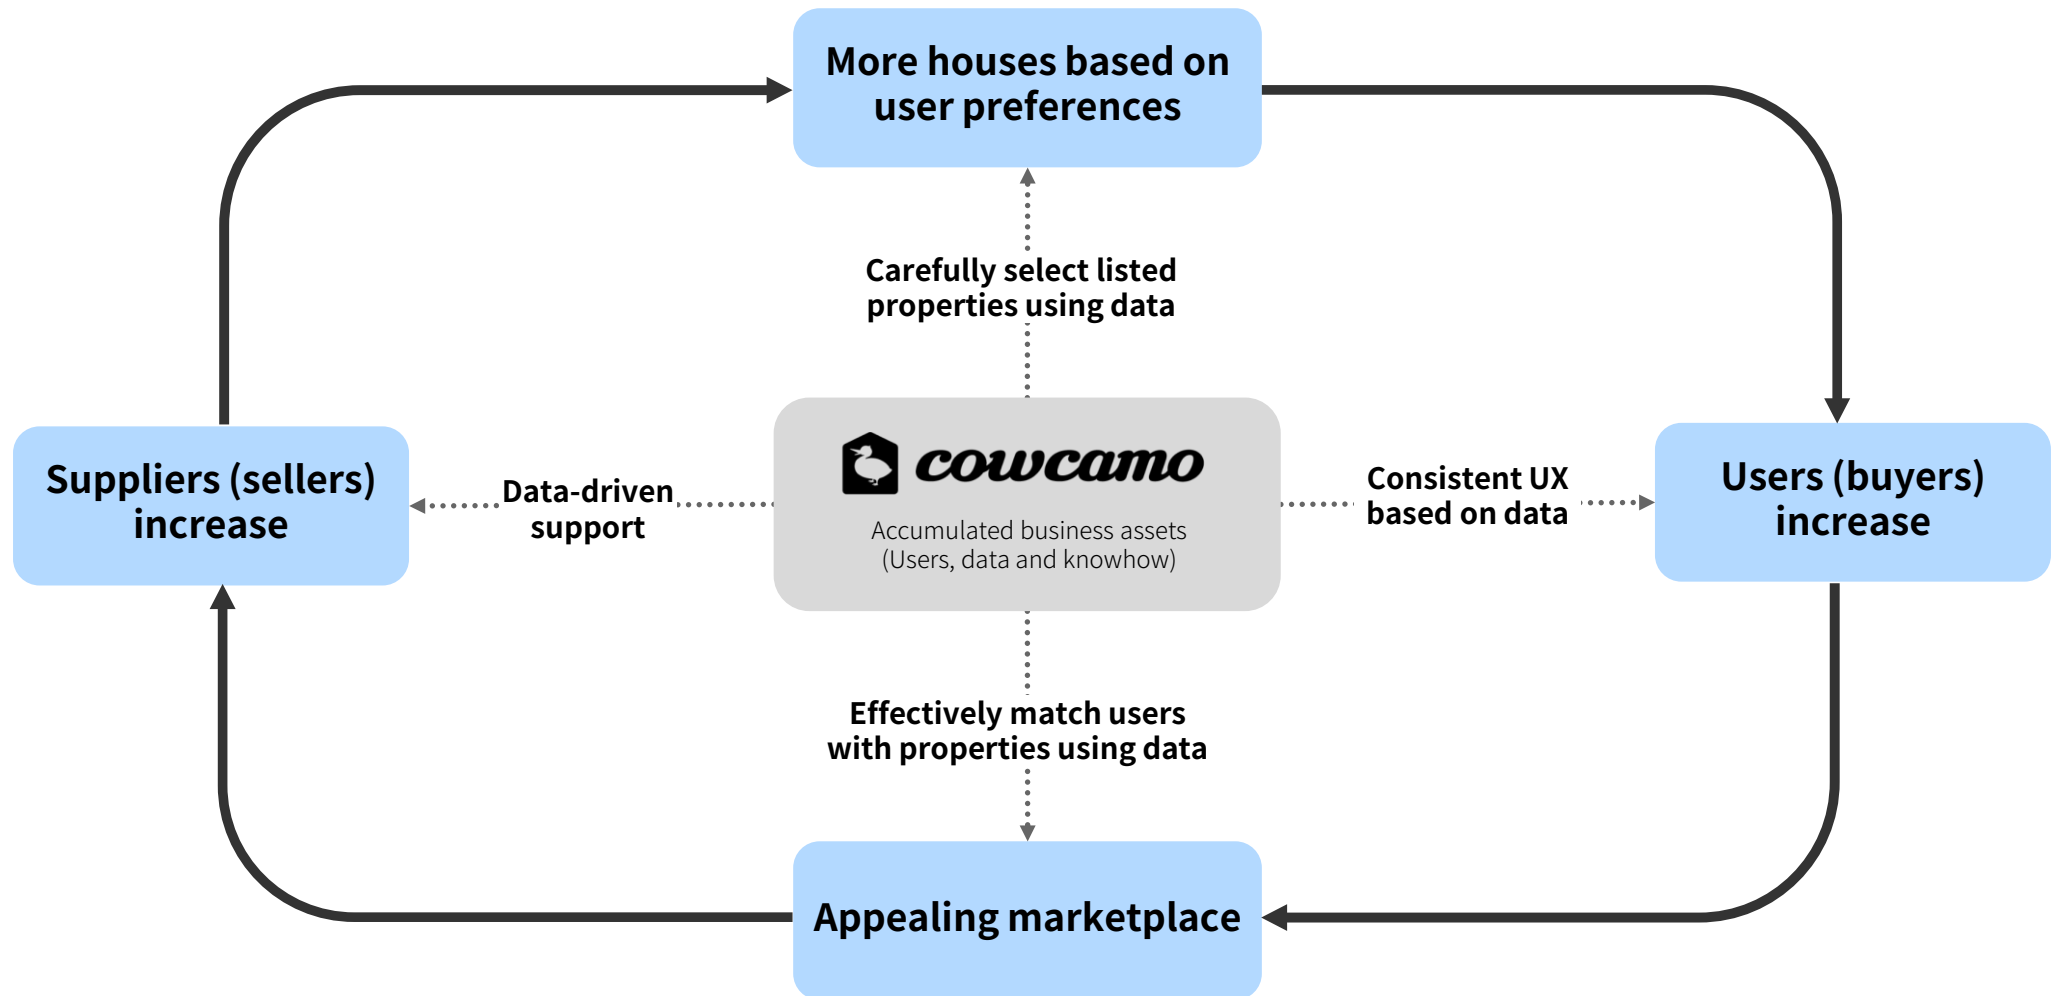 More houses based on
user preferences
Carefully select listed
properties using data
Suppliers (sellers)
increase
Data-driven
support
cowcamo
Accumulated business assets
(Users, data and knowhow)
Consistent UX
based on data
Users (buyers)
increase
Effectively match users
with properties using data
Appealing marketplace